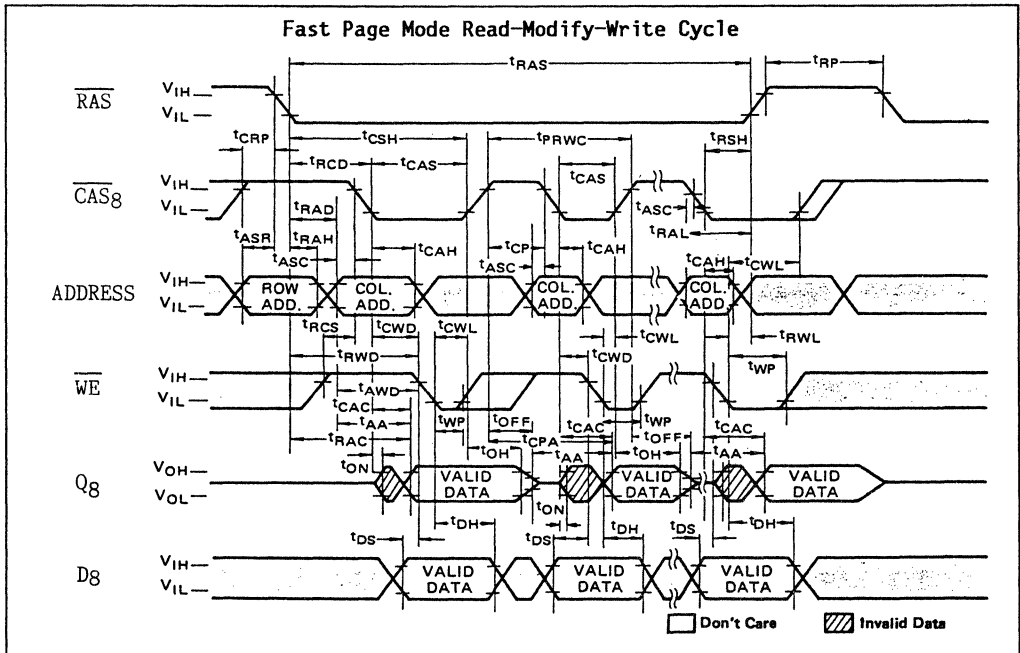 Fast Page Mode Read-Modify-Write Cycle
tRAS
tRP
RAS
VIH
VIL
tCRP
tCSH
tPRWC
tRSH
tRCD
tCAS
tCAS
CAS8
VIH
VIL
tRAD
tASC
tRAL
tASR
tRAH
tCAH
tCP
tCAH
tCAH
tCWL
tASC
tASC
ADDRESS
VIH
VIL
ROW ADD.
COL. ADD.
COL. ADD.
COL. ADD.
tRCS
tCWD
tCWL
tCWL
tRWL
tRWD
tCWD
tWP
WE
VIH
VIL
tAWD
tCAC
tWP
tOFF
tCAC
tWP
tOFF
tCAC
tAA
tCPA
tRAC
tOH
tAA
tOH
tAA
tON
Q8
VOH
VOL
VALID DATA
VALID DATA
VALID DATA
tON
tDH
tDS
tDS
tDH
tDS
tDH
D8
VIH
VIL
VALID DATA
VALID DATA
VALID DATA
Don't Care
Invalid Data